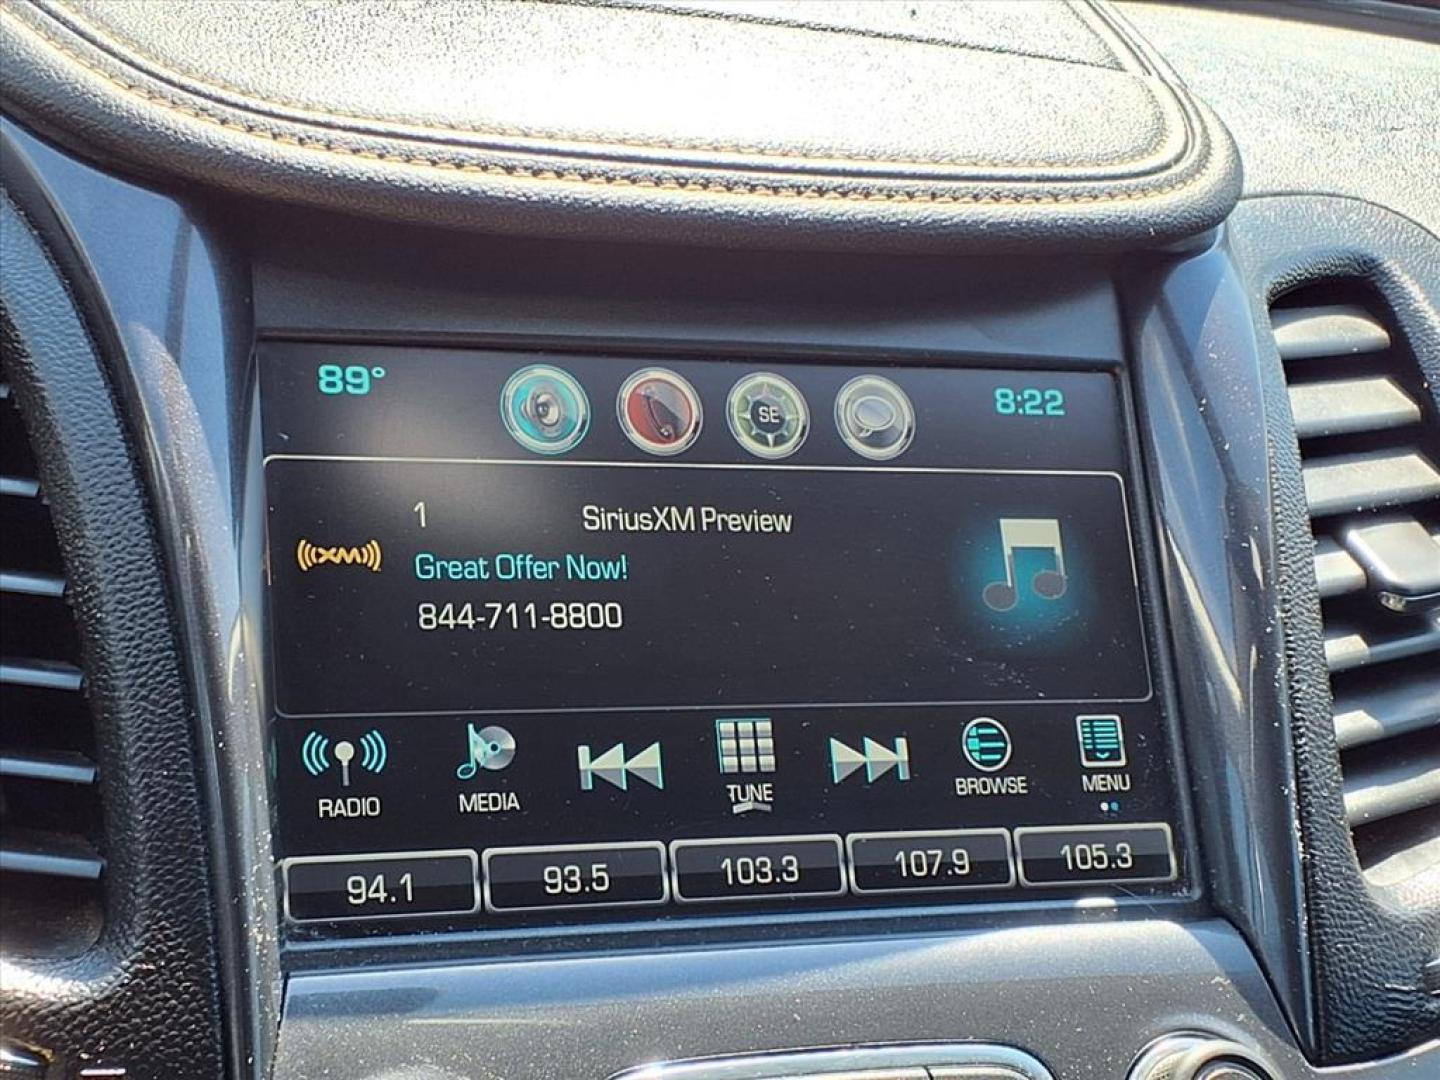 89° SE 8:22
1 SiriusXM Preview
((XM))
Great Offer Now!
844-711-8800
RADIO MEDIA TUNE BROWSE MENU
94.1 93.5 103.3 107.9 105.3